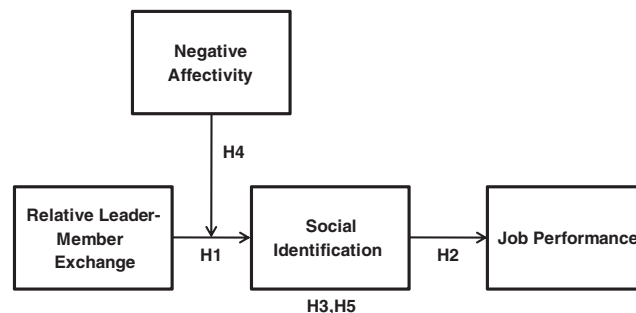 Negative
Affectivity
H4
Relative Leader-
Member
Exchange
H1
Social
Identification
H2
Job Performance
H3,H5